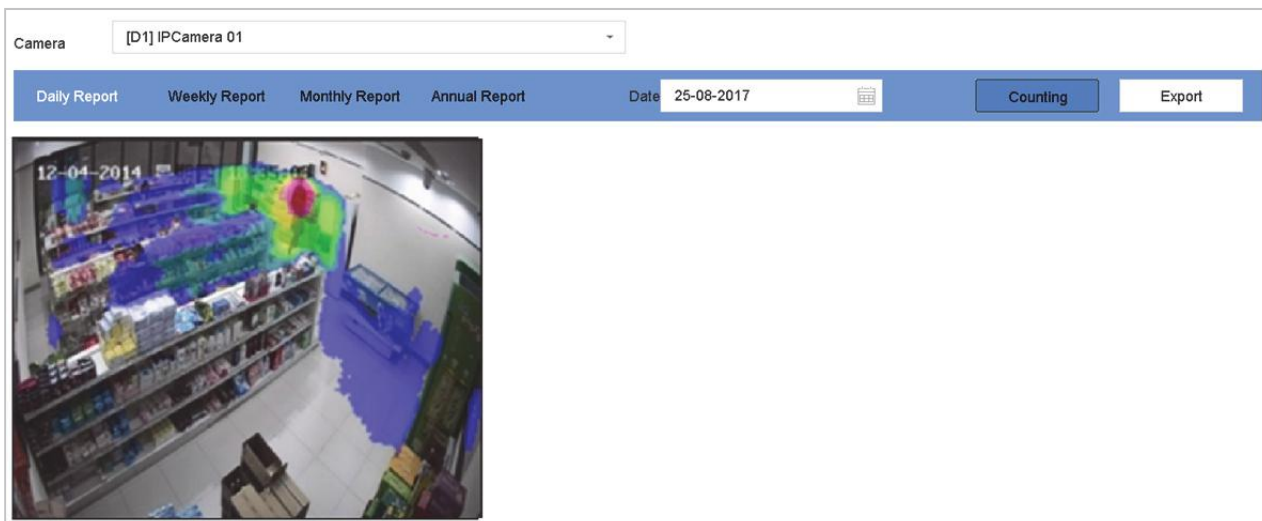 Camera [D1] IPCamera 01
Daily Report Weekly Report Monthly Report Annual Report Date 25-08-2017 Counting Export
12-04-2014